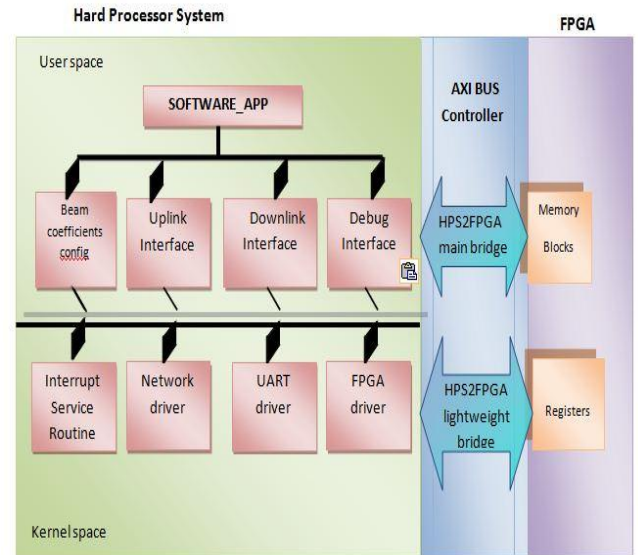 Hard Processor System
FPGA
User space
SOFTWARE_APP
AXI BUS
Controller
Beam
coefficients
config
Uplink
Interface
Downlink
Interface
Debug
Interface
HPS2FPGA
main bridge
Memory
Blocks
Interrupt
Service
Routine
Network
driver
UART
driver
FPGA
driver
HPS2FPGA
lightweight
bridge
Registers
Kernel space